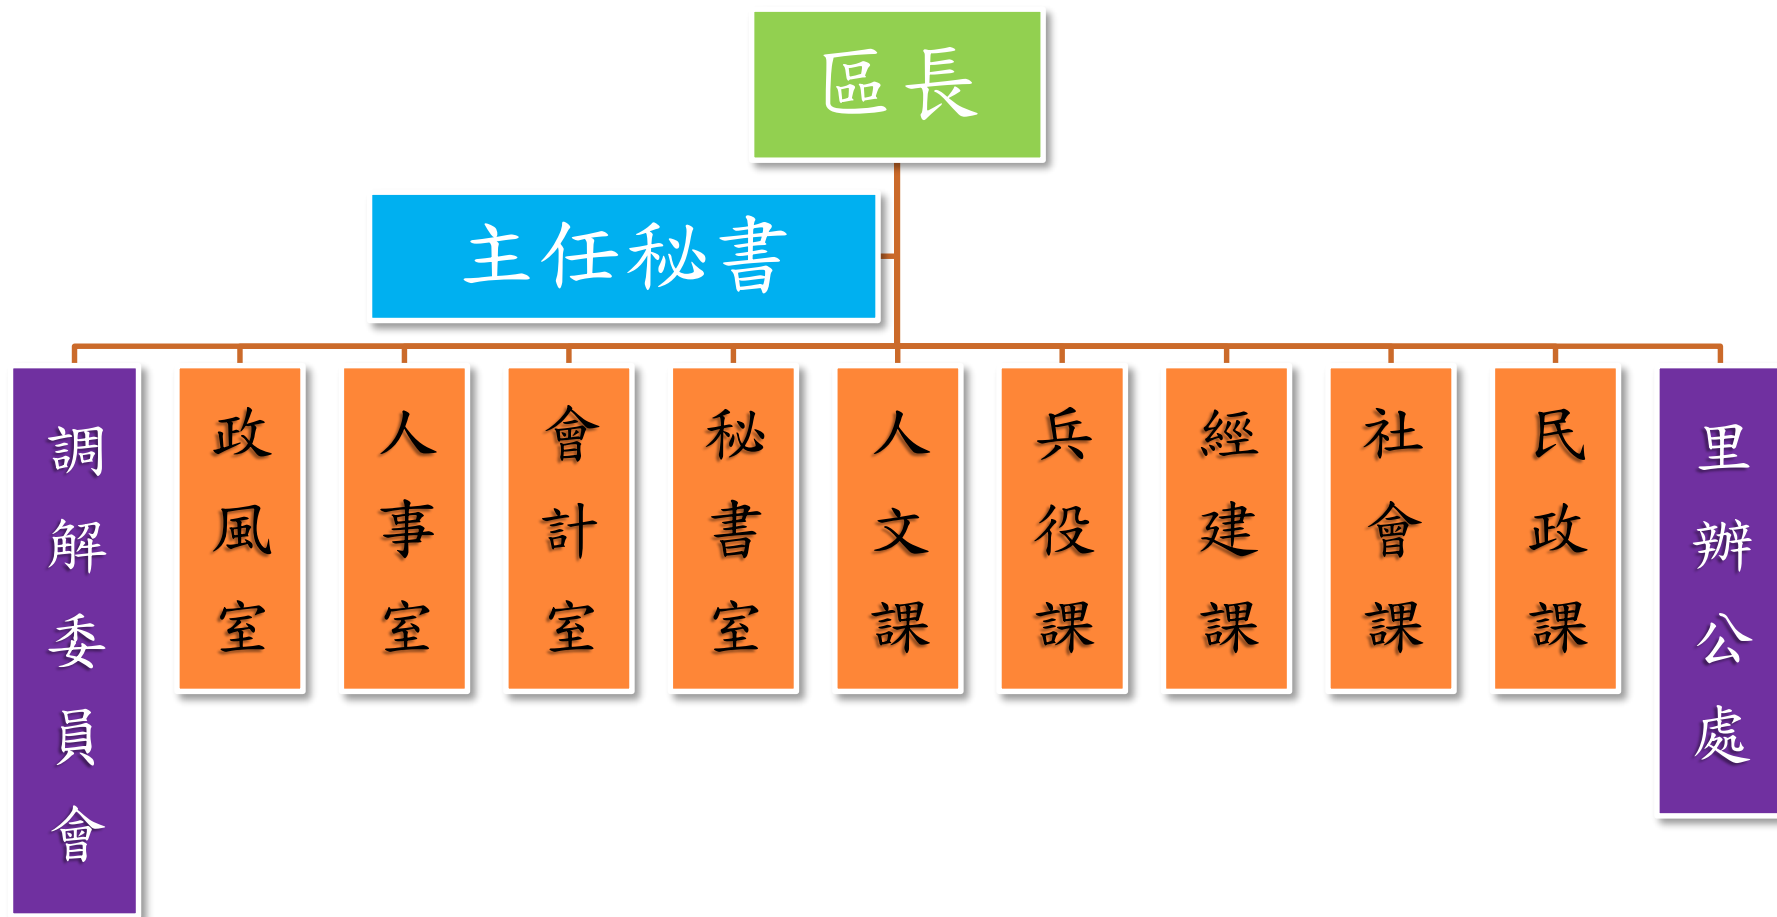 區長
主任秘書
調解委員會
政風室
人事室
會計室
秘書室
人文課
兵役課
經建課
社會課
民政課
里辦公處